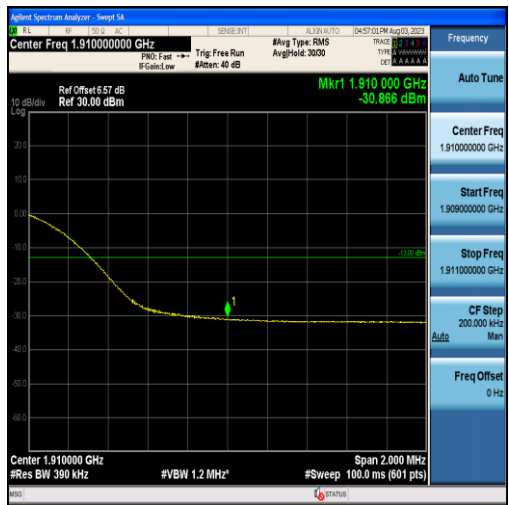 Agilent Spectrum Analyzer - Swept SA
RL RF 50 Ω AC SENSE:INT ALIGN AUTO 04:57:01 PM Aug 03, 2023
Center Freq 1.910000000 GHz
PNO: Fast
IFGain:Low
Trig: Free Run
#Atten: 40 dB
#Avg Type: RMS
Avg|Hold: 30/30
TRACE 1 2 3 4 5 6
TYPE A WWWWW
DET A A A A A A
Ref Offset 6.57 dB
Ref 30.00 dBm
10 dB/div
Log
Mkr1 1.910 000 GHz
-30.866 dBm
20.0
10.0
0.00
-10.0
-13.00 dBm
-20.0
-30.0
1
-40.0
-50.0
-60.0
Center 1.910000 GHz
Span 2.000 MHz
#Res BW 390 kHz
#VBW 1.2 MHz*
#Sweep 100.0 ms (601 pts)
MSG
STATUS
Frequency
Auto Tune
Center Freq
1.910000000 GHz
Start Freq
1.909000000 GHz
Stop Freq
1.911000000 GHz
CF Step
200.000 kHz
Auto Man
Freq Offset
0 Hz